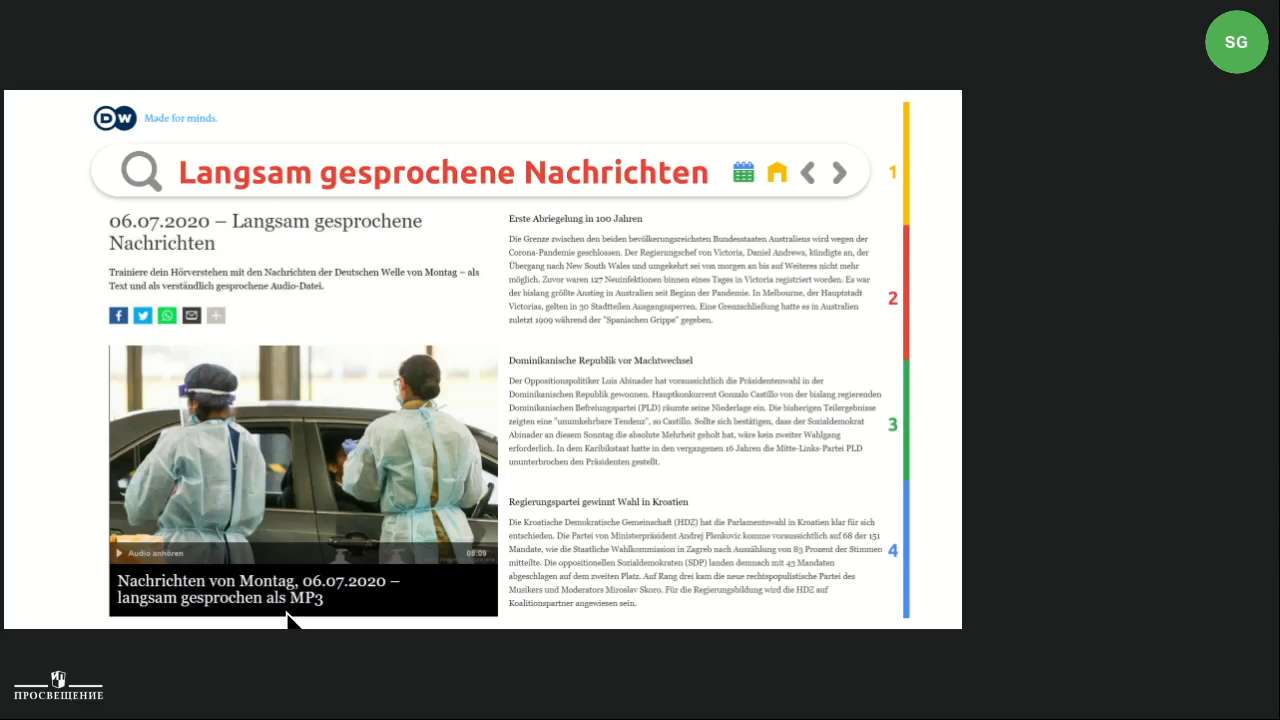 SG
DW Made for minds.
Langsam gesprochene Nachrichten
06.07.2020 – Langsam gesprochene
Nachrichten
Trainiere dein Hörverstehen mit den Nachrichten der Deutschen Welle von Montag – als
Text und als verständlich gesprochene Audio-Datei.
Audio anhören
08:09
Nachrichten von Montag, 06.07.2020 –
langsam gesprochen als MP3
Erste Abriegelung in 100 Jahren
Die Grenze zwischen den beiden bevölkerungsreichsten Bundesstaaten Australiens wird wegen der
Corona-Pandemie geschlossen. Der Regierungschef von Victoria, Daniel Andrews, kündigte an, der
Übergang nach New South Wales und umgekehrt sei von morgen an bis auf Weiteres nicht mehr
möglich. Zuvor waren 127 Neuinfektionen binnen eines Tages in Victoria registriert worden. Es war
der bislang größte Anstieg in Australien seit Beginn der Pandemie. In Melbourne, der Hauptstadt
Victorias, gelten in 30 Stadtteilen Ausgangssperren. Eine Grenzschließung hatte es in Australien
zuletzt 1909 während der "Spanischen Grippe" gegeben.
Dominikanische Republik vor Machtwechsel
Der Oppositionspolitiker Luis Abinader hat voraussichtlich die Präsidentenwahl in der
Dominikanischen Republik gewonnen. Hauptkonkurrent Gonzalo Castillo von der bislang regierenden
Dominikanischen Befreiungspartei (PLD) räumte seine Niederlage ein. Die bisherigen Teilergebnisse
zeigten eine "unumkehrbare Tendenz", so Castillo. Sollte sich bestätigen, dass der Sozialdemokrat
Abinader an diesem Sonntag die absolute Mehrheit geholt hat, wäre kein zweiter Wahlgang
erforderlich. In dem Karibikstaat hatte in den vergangenen 16 Jahren die Mitte-Links-Partei PLD
ununterbrochen den Präsidenten gestellt.
Regierungspartei gewinnt Wahl in Kroatien
Die Kroatische Demokratische Gemeinschaft (HDZ) hat die Parlamentswahl in Kroatien klar für sich
entschieden. Die Partei von Ministerpräsident Andrej Plenkovic komme voraussichtlich auf 68 der 151
Mandate, wie die Staatliche Wahlkommission in Zagreb nach Auszählung von 83 Prozent der Stimmen
mitteilte. Die oppositionellen Sozialdemokraten (SDP) landen demnach mit 43 Mandaten
abgeschlagen auf dem zweiten Platz. Auf Rang drei kam die neue rechtspopulistische Partei des
Musikers und Moderators Miroslav Skoro. Für die Regierungsbildung wird die HDZ auf
Koalitionspartner angewiesen sein.
1
2
3
4
ПРОСВЕЩЕНИЕ